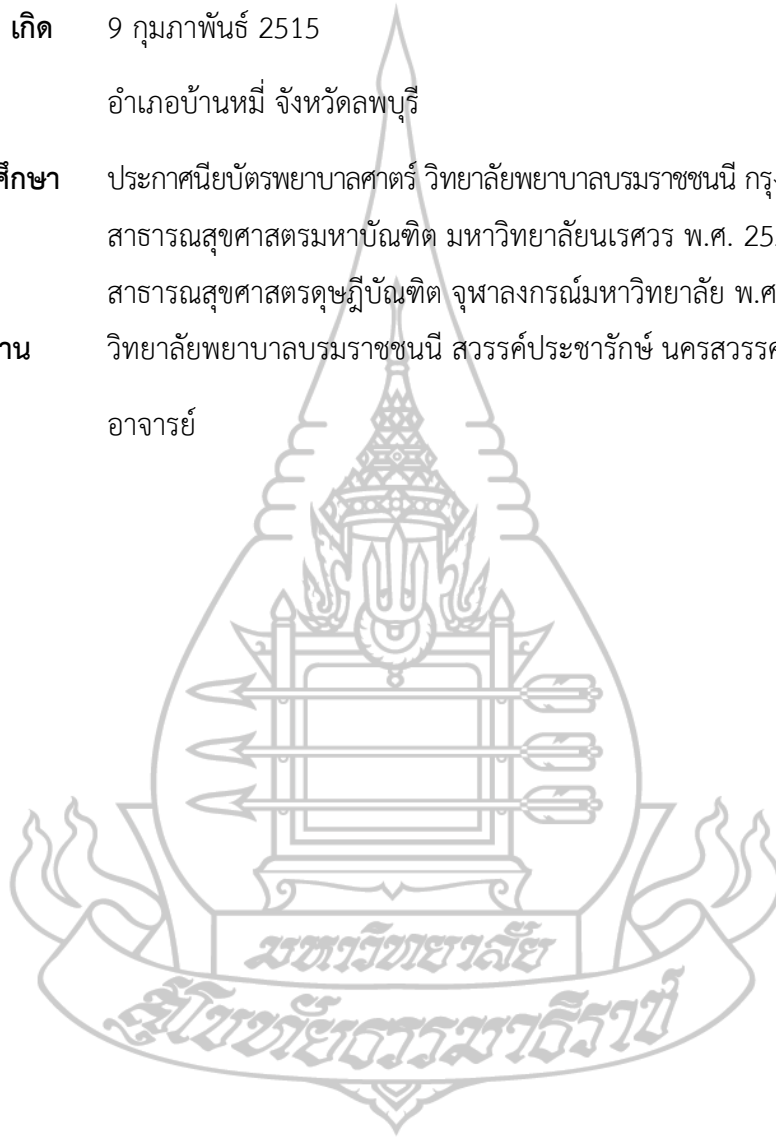 เกิด 9 กุมภาพันธ์ 2515
อำเภอบ้านหมี่ จังหวัดลพบุรี
ศึกษา ประกาศนียบัตรพยาบาลศาตร์ วิทยาลัยพยาบาลบรมราชชนนี
สาธารณสุขศาสตรมหาบัณฑิต มหาวิทยาลัยนเรศวร พ.ศ.
สาธารณสุขศาสตรดุษฎีบัณฑิต จุฬาลงกรณ์มหาวิทยาลัย พ.ศ.
วิทยาลัยพยาบาลบรมราชชนนี สวรรค์ประชารักษ์ นครสวรรค์
อาจารย์
มหาวิทยาลัย
สุโขทัยธรรมาธิราช